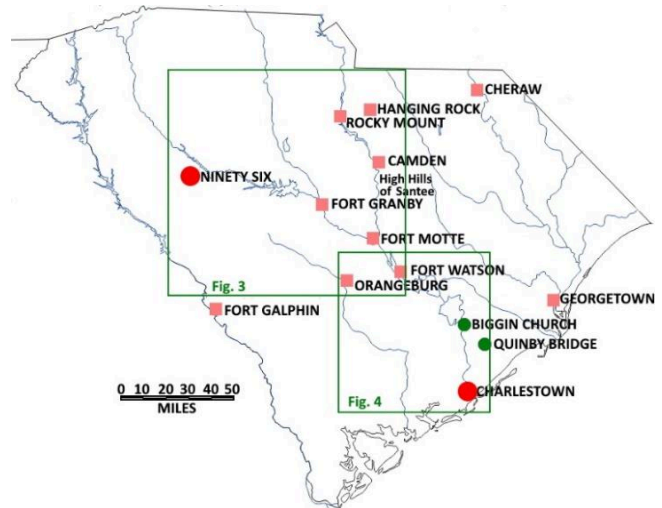 CHERAW
HANGING ROCK
ROCKY MOUNT
CAMDEN
High Hills
of Santee
NINETY SIX
FORT GRANBY
FORT MOTTE
FORT WATSON
ORANGEBURG
Fig. 3
GEORGETOWN
FORT GALPHIN
BIGGIN CHURCH
QUINBY BRIDGE
0 10 20 30 40 50
MILES
CHARLESTOWN
Fig. 4